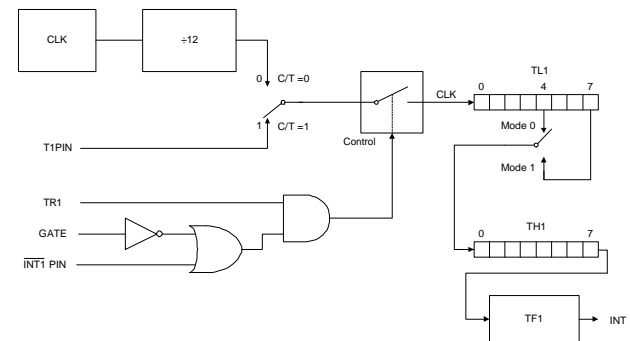 CLK
÷12
0 C/T =0
1 C/T =1
T1PIN
Control
CLK
TL1
0 4 7
Mode 0
Mode 1
TR1
GATE
INT1 PIN
TH1
0 7
TF1
INT